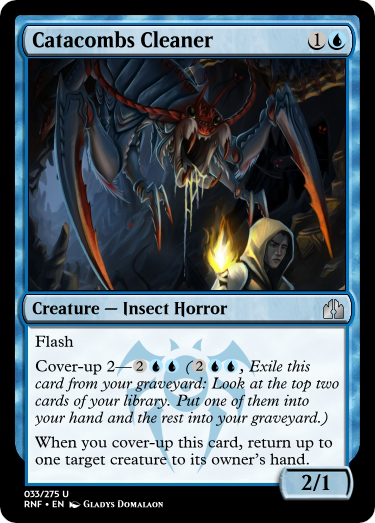 Catacombs Cleaner 1
Creature — Insect Horror
Flash
Cover-up 2—2 (2, Exile this
card from your graveyard: Look at the top two
cards of your library. Put one of them into
your hand and the rest into your graveyard.)
When you cover-up this card, return up to
one target creature to its owner's hand.
2/1
033/275 U
RNF • EN Gladys Domalaon